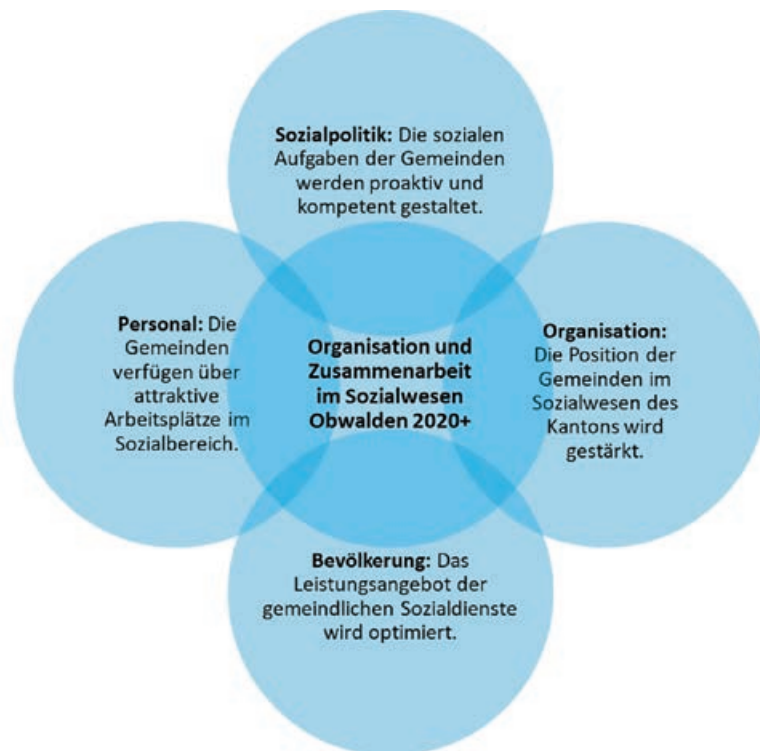 Sozialpolitik: Die sozialen
Aufgaben der Gemeinden
werden proaktiv und
kompetent gestaltet.
Personal: Die
Gemeinden
verfügen über
attraktive
Arbeitsplätze im
Sozialbereich.
Organisation und
Zusammenarbeit
im Sozialwesen
Obwalden 2020+
Organisation:
Die Position der
Gemeinden im
Sozialwesen des
Kantons wird
gestärkt.
Bevölkerung: Das
Leistungsangebot der
gemeindlichen Sozialdienste
wird optimiert.